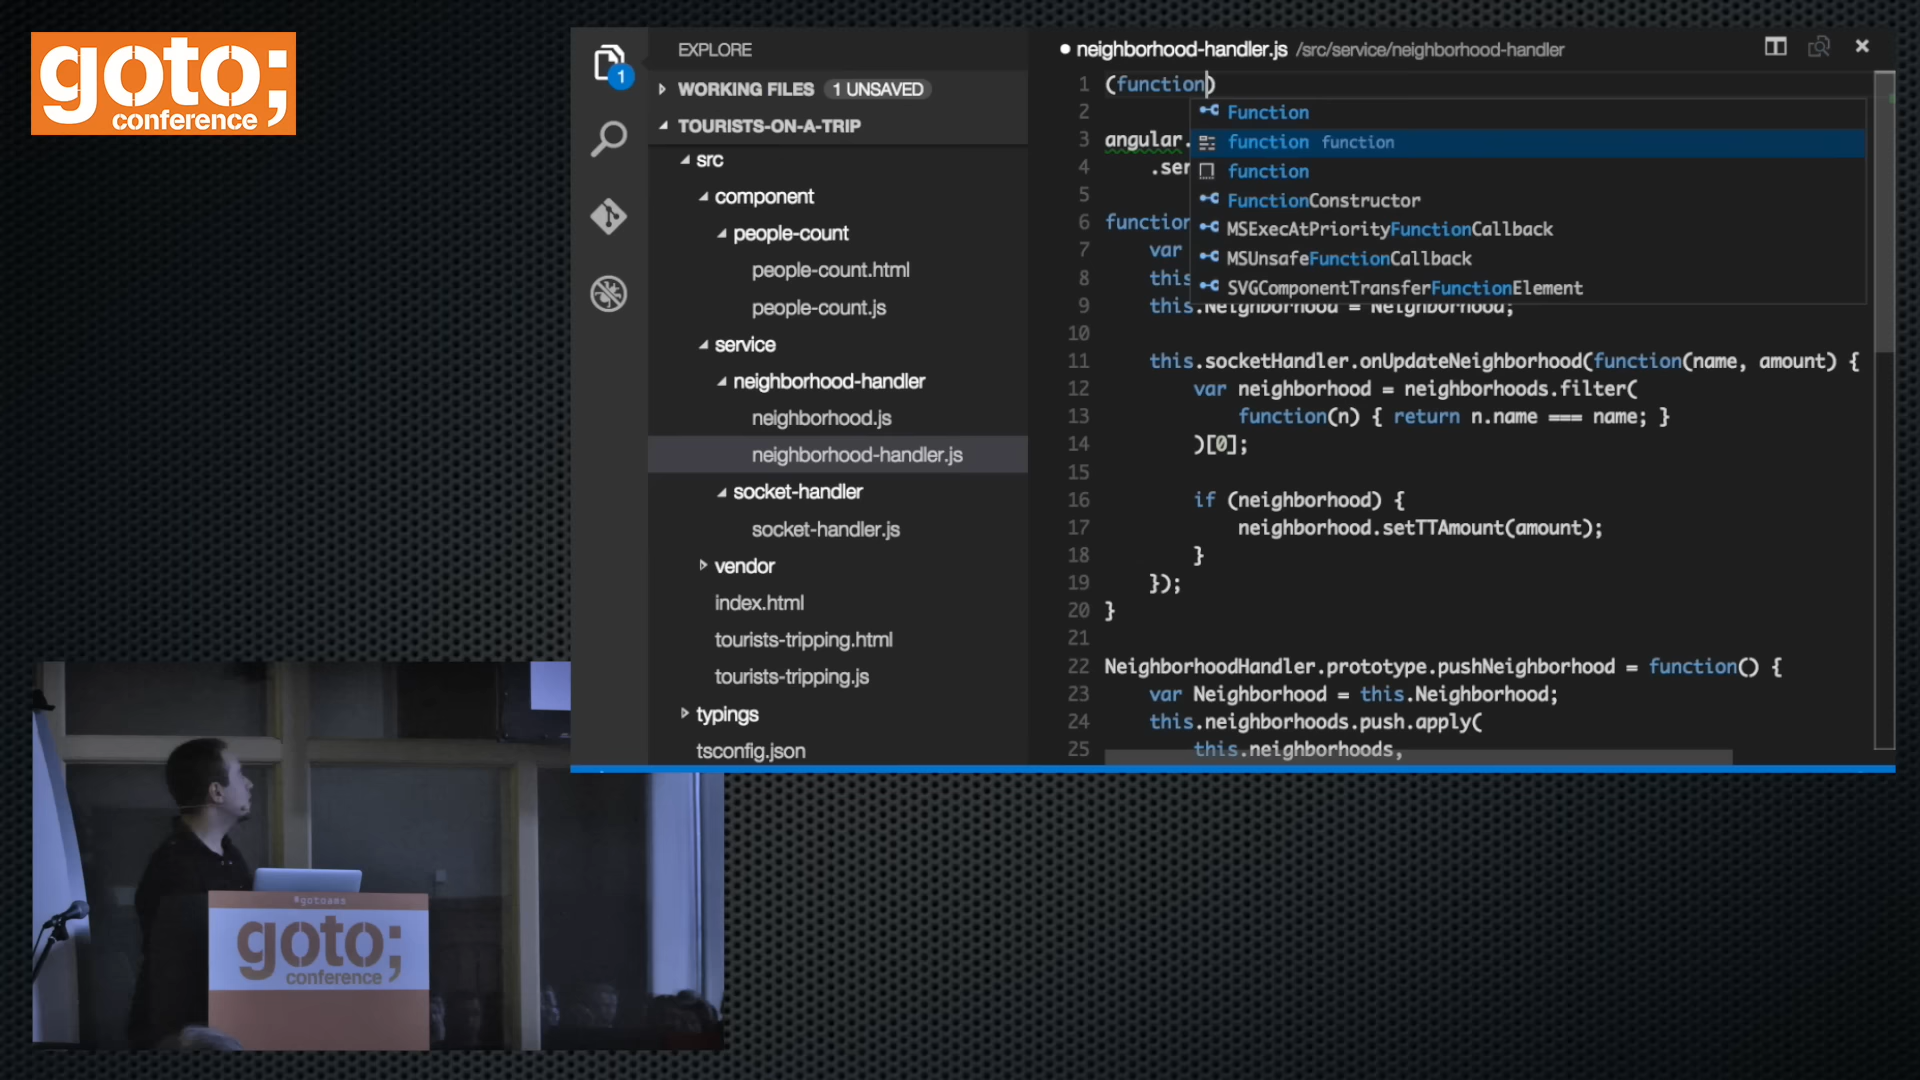 goto;
conference
EXPLORE
WORKING FILES 1 UNSAVED
TOURISTS-ON-A-TRIP
src
component
people-count
people-count.html
people-count.js
service
neighborhood-handler
neighborhood.js
neighborhood-handler.js
socket-handler
socket-handler.js
vendor
index.html
tourists-tripping.html
tourists-tripping.js
typings
tsconfig.json
1
neighborhood-handler.js /src/service/neighborhood-handler
1 (function)
2
3 angular.
4 .ser
5
6 function
7 var
8 this
9 this.Neighborhood = Neighborhood;
10
11 this.socketHandler.onUpdateNeighborhood(function(name, amount) {
12 var neighborhood = neighborhoods.filter(
13 function(n) { return n.name === name; }
14 )[0];
15
16 if (neighborhood) {
17 neighborhood.setTTAmount(amount);
18 }
19 });
20 }
21
22 NeighborhoodHandler.prototype.pushNeighborhood = function() {
23 var Neighborhood = this.Neighborhood;
24 this.neighborhoods.push.apply(
25 this.neighborhoods,
Function
function function
function
FunctionConstructor
MSExecAtPriorityFunctionCallback
MSUnsafeFunctionCallback
SVGComponentTransferFunctionElement
#gotoams
goto;
conference